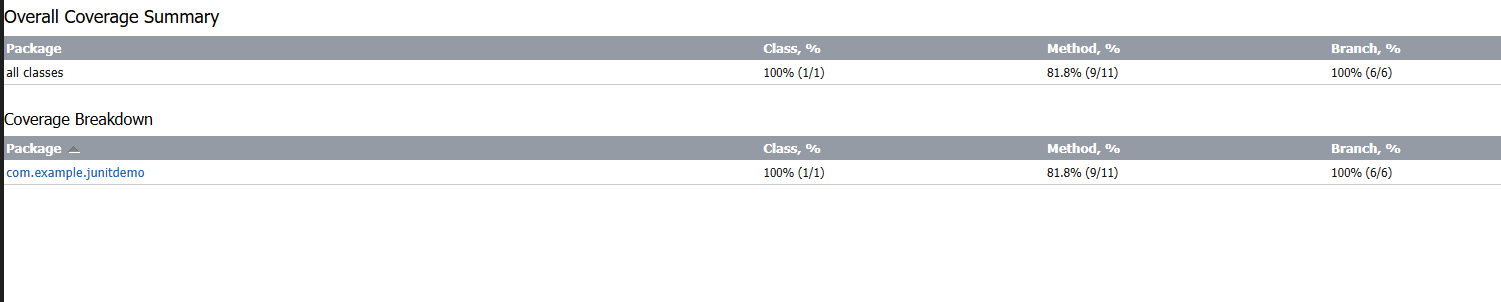 Overall Coverage Summary
Package Class, % Method, % Branch, %
all classes 100% (1/1) 81.8% (9/11) 100% (6/6)
Coverage Breakdown
Package Class, % Method, % Branch, %
com.example.junitdemo 100% (1/1) 81.8% (9/11) 100% (6/6)